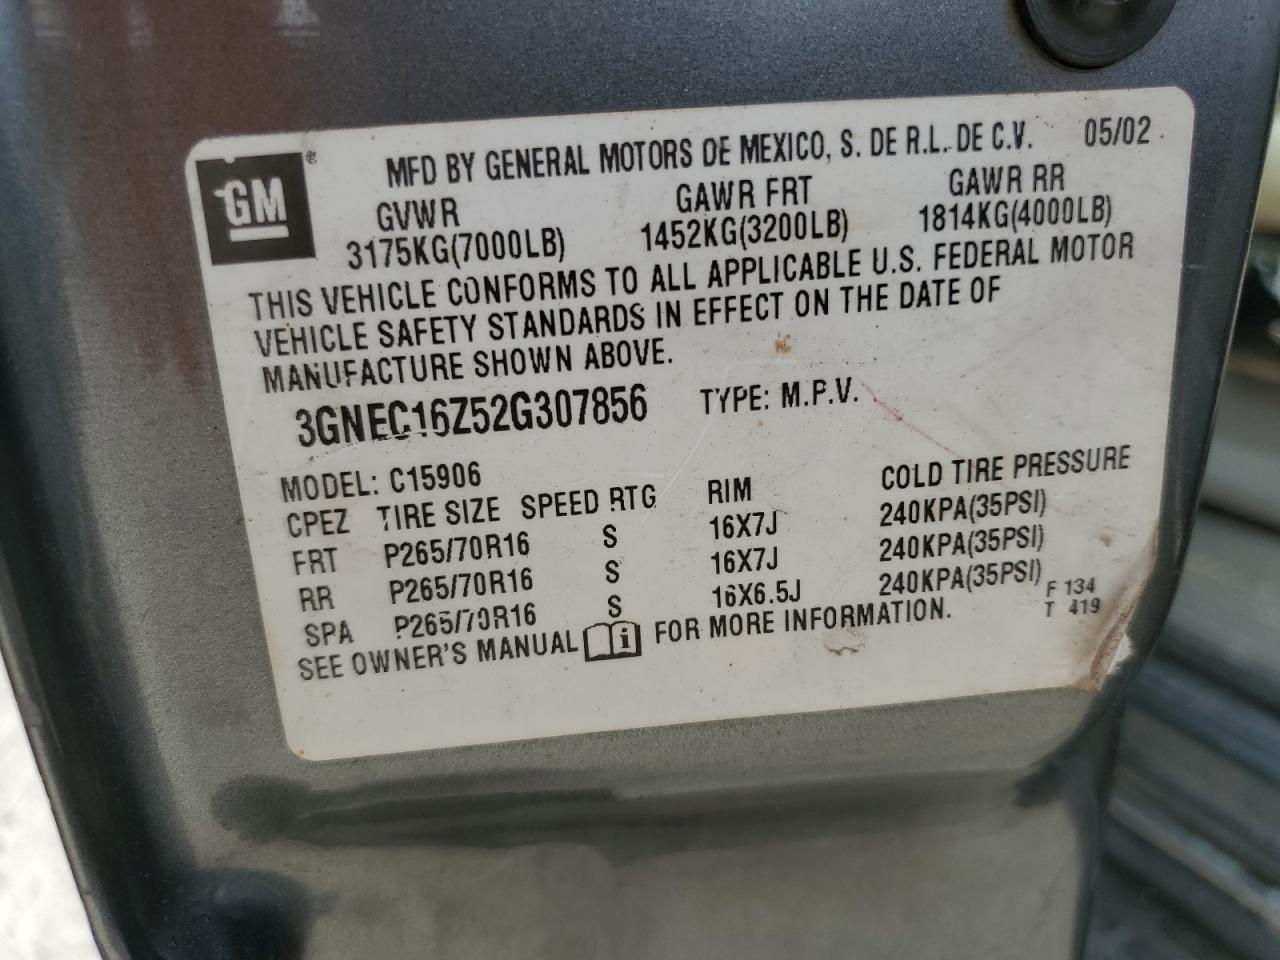 GM ®
MFD BY GENERAL MOTORS DE MEXICO, S. DE R.L. DE C.V. 05/02
GVWR GAWR FRT GAWR RR
3175KG(7000LB) 1452KG(3200LB) 1814KG(4000LB)
THIS VEHICLE CONFORMS TO ALL APPLICABLE U.S. FEDERAL MOTOR
VEHICLE SAFETY STANDARDS IN EFFECT ON THE DATE OF
MANUFACTURE SHOWN ABOVE.
3GNEC16Z52G307856 TYPE: M.P.V.
MODEL: C15906
CPEZ TIRE SIZE SPEED RTG RIM COLD TIRE PRESSURE
FRT P265/70R16 S 16X7J 240KPA(35PSI)
RR P265/70R16 S 16X7J 240KPA(35PSI)
SPA P265/70R16 S 16X6.5J 240KPA(35PSI) F 134
SEE OWNER'S MANUAL i FOR MORE INFORMATION. T 419